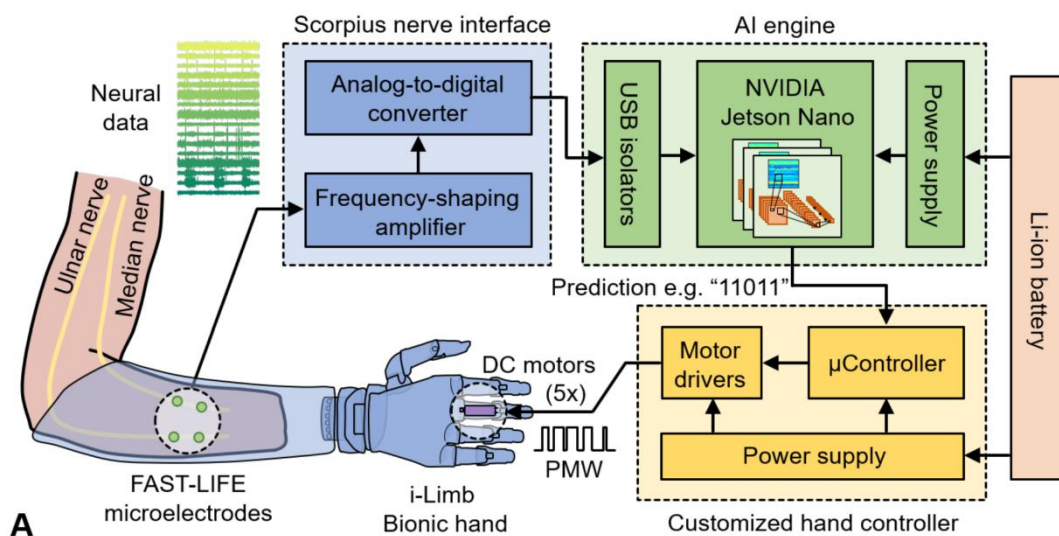 Scorpius nerve interface
AI engine
Neural
data
Analog-to-digital
converter
Frequency-shaping
amplifier
USB isolators
NVIDIA
Jetson Nano
Power supply
Li-ion battery
Ulnar nerve
Median nerve
Prediction e.g. “11011”
DC motors
(5x)
PMW
Motor
drivers
µController
Power supply
FAST-LIFE
microelectrodes
i-Limb
Bionic hand
Customized hand controller
A